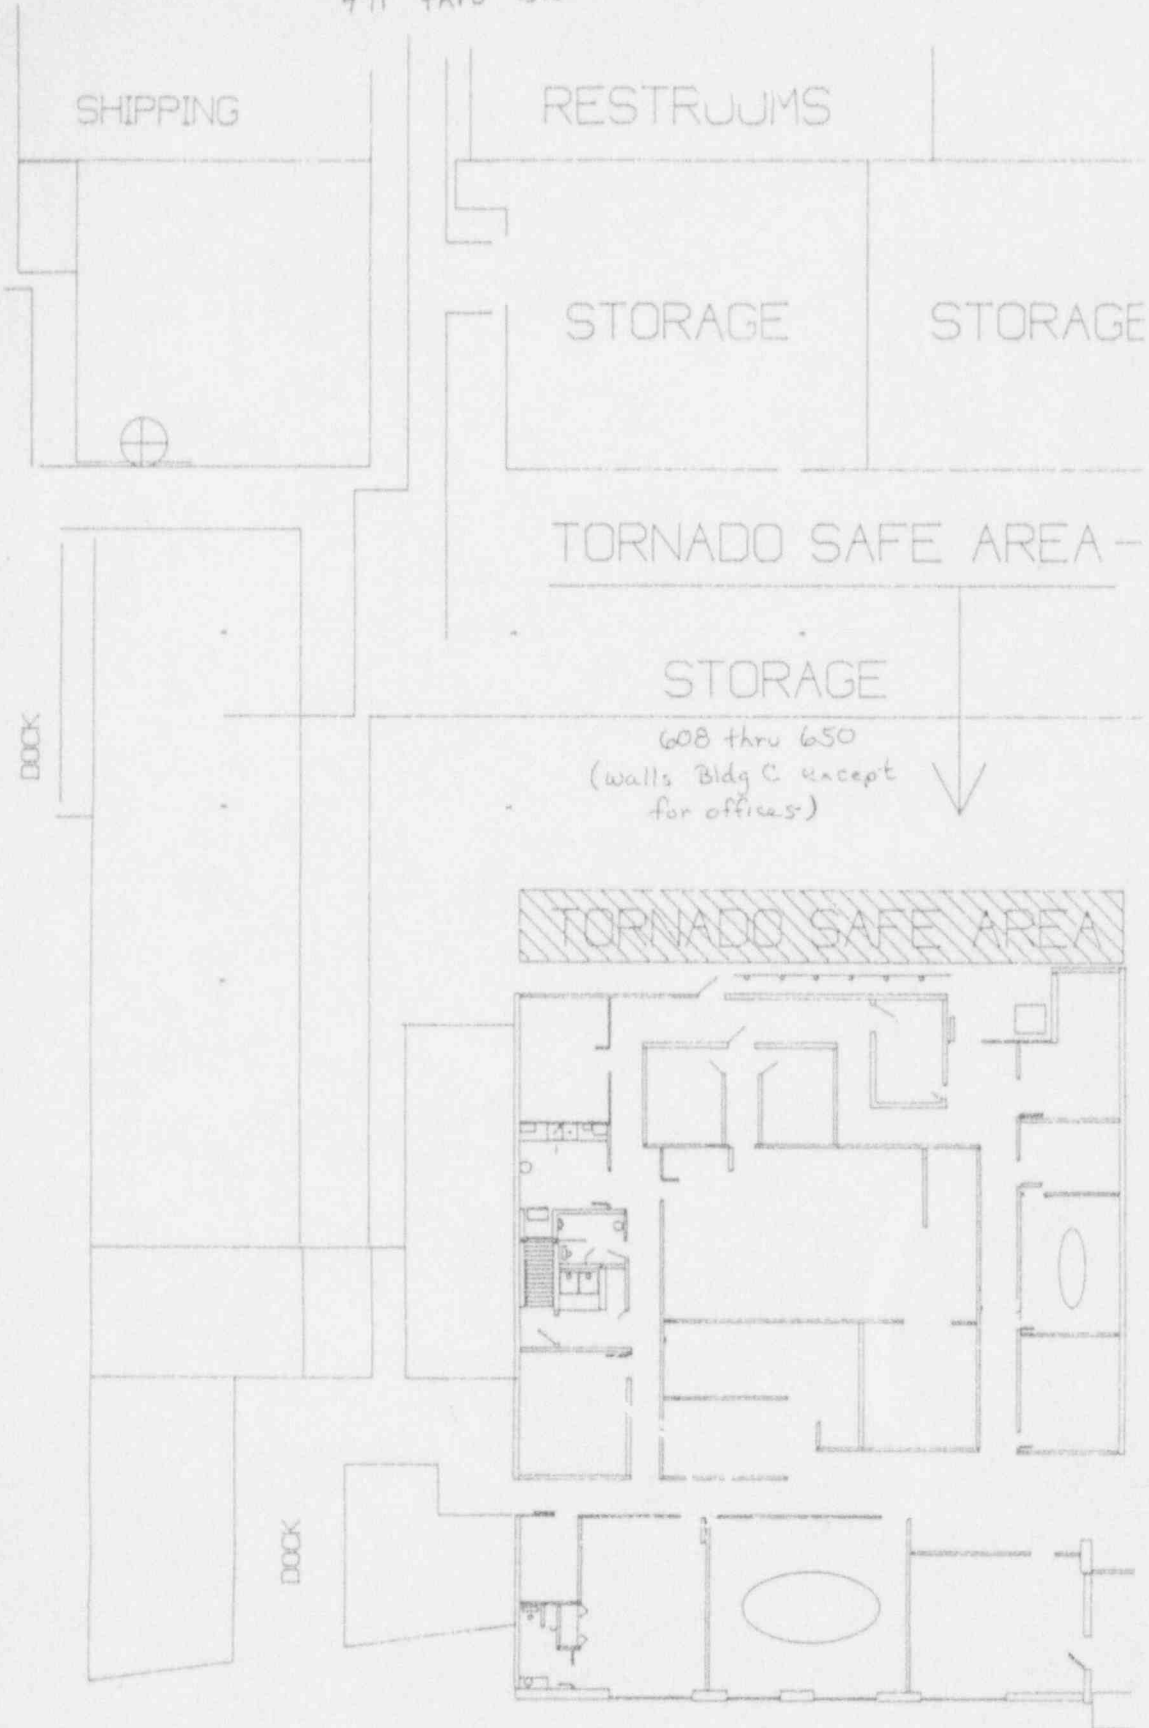 SHIPPING
RESTROOMS
STORAGE
STORAGE
TORNADO SAFE AREA -
STORAGE
DOCK
608 thru 650
(walls Bldg C except
for offices)
TORNADO SAFE AREA
DOCK